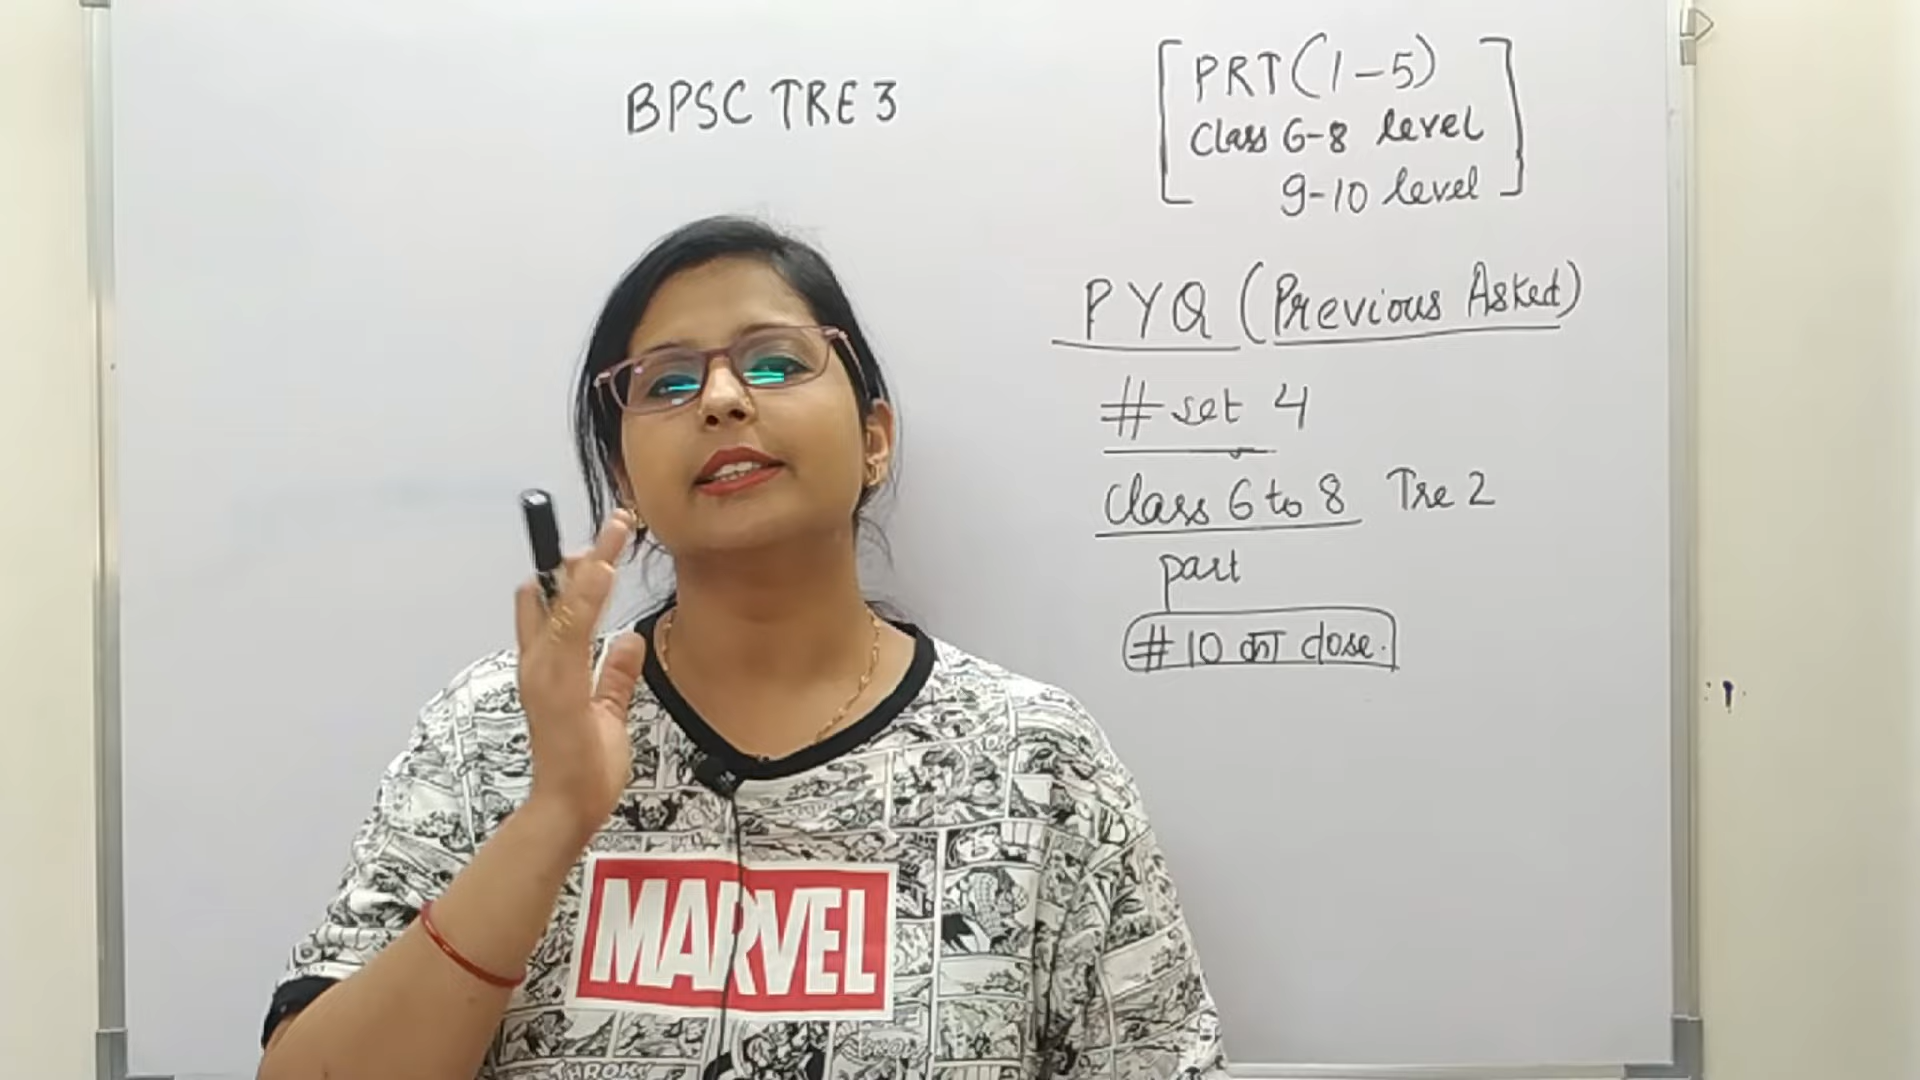 BPSC TRE 3
PRT (1-5)
Class 6-8 level
9-10 level
PYQ (Previous Asked)
# set 4
Class 6 to 8 Tre 2
part
# 10 का dose.
MARVEL
THROK